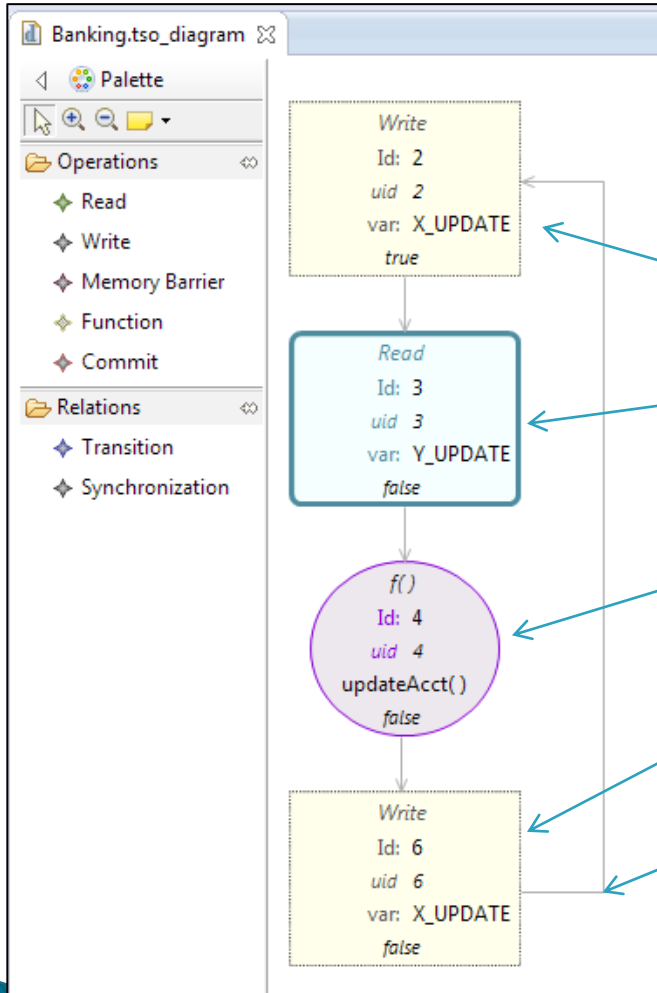 Banking.tso_diagram
Palette
Operations
Read
Write
Memory Barrier
Function
Commit
Relations
Transition
Synchronization
Write
Id: 2
uid 2
var: X_UPDATE
true
Read
Id: 3
uid 3
var: Y_UPDATE
false
f()
Id: 4
uid 4
updateAcct()
false
Write
Id: 6
uid 6
var: X_UPDATE
false